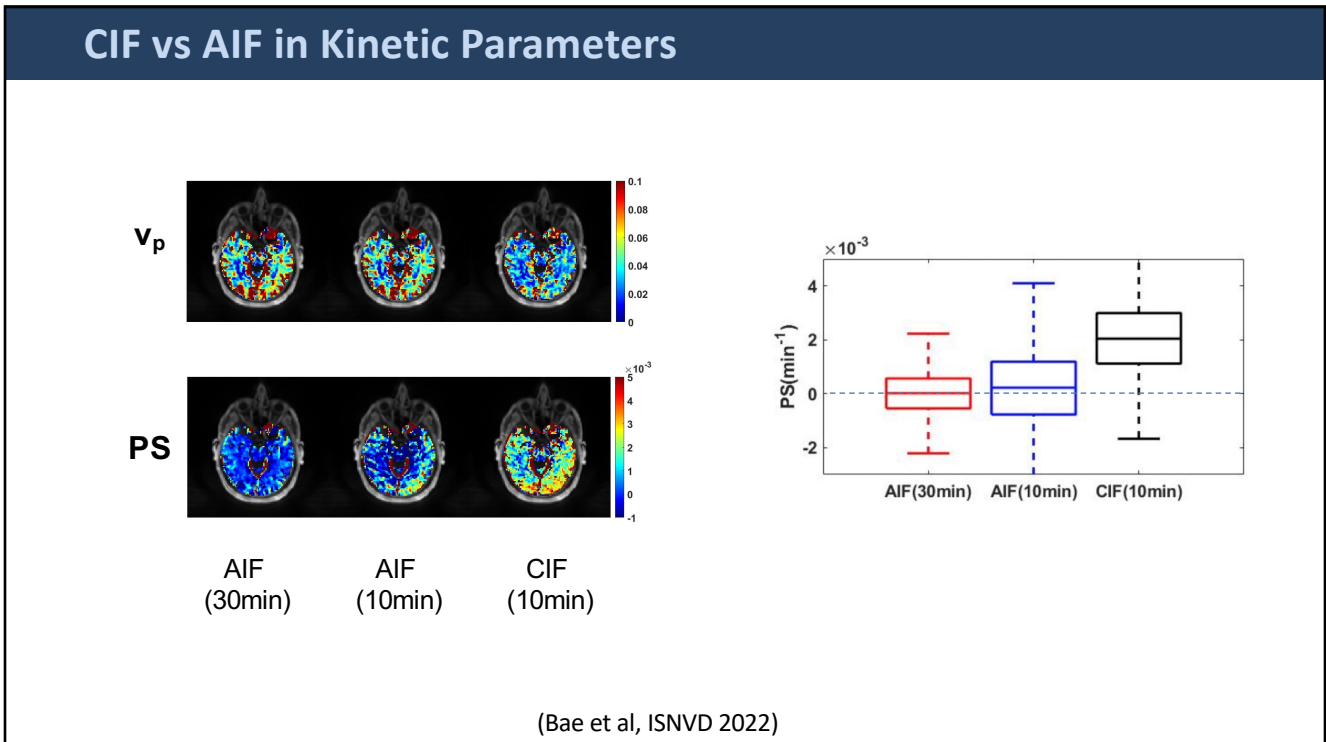 CIF vs AIF in Kinetic Parameters
vp
0.1
0.08
0.06
0.04
0.02
0
PS
×10-3
5
4
3
2
1
0
-1
AIF
(30min)
AIF
(10min)
CIF
(10min)
×10-3
4
2
0
-2
PS(min-1)
AIF(30min) AIF(10min) CIF(10min)
(Bae et al, ISNVD 2022)